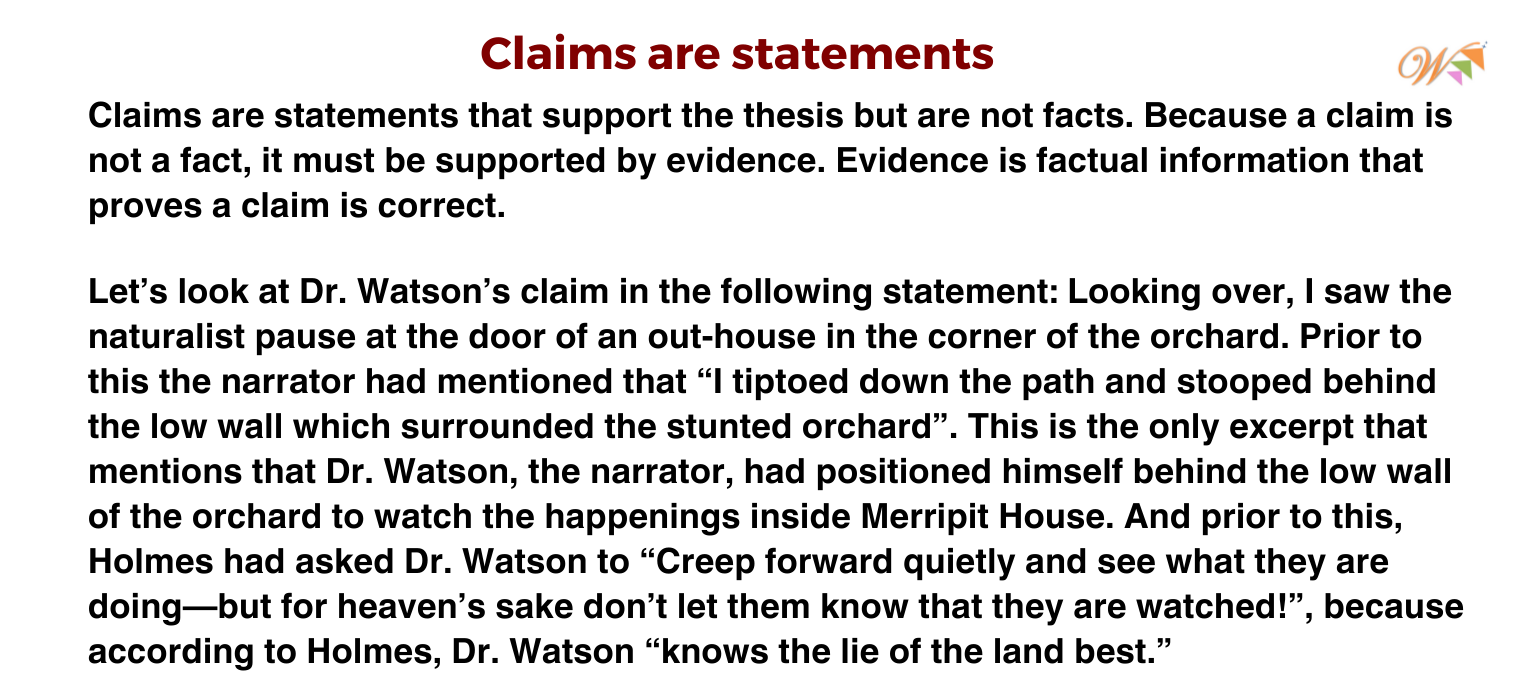 Claims are statements
W
Claims are statements that support the thesis but are not facts. Because a claim is
not a fact, it must be supported by evidence. Evidence is factual information that
proves a claim is correct.
Let’s look at Dr. Watson’s claim in the following statement: Looking over, I saw the
naturalist pause at the door of an out-house in the corner of the orchard. Prior to
this the narrator had mentioned that “I tiptoed down the path and stooped behind
the low wall which surrounded the stunted orchard”. This is the only excerpt that
mentions that Dr. Watson, the narrator, had positioned himself behind the low wall
of the orchard to watch the happenings inside Merripit House. And prior to this,
Holmes had asked Dr. Watson to “Creep forward quietly and see what they are
doing—but for heaven’s sake don’t let them know that they are watched!”, because
according to Holmes, Dr. Watson “knows the lie of the land best.”